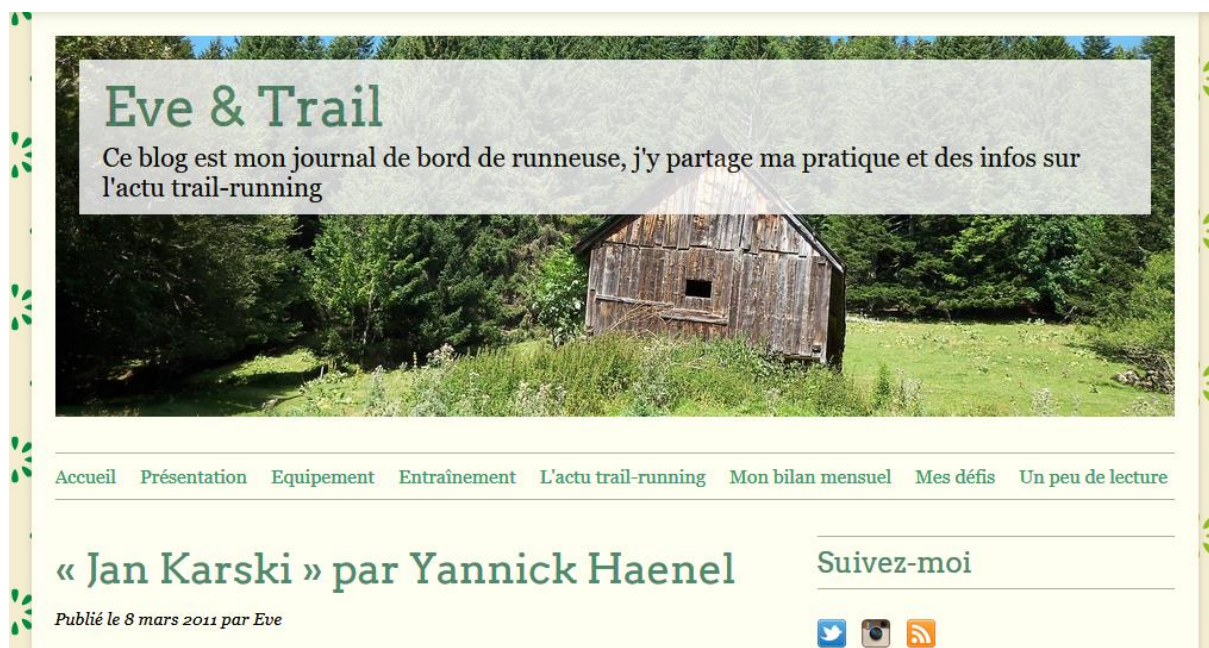 Eve & Trail
Ce blog est mon journal de bord de runneuse, j'y partage ma pratique et des infos sur
l'actu trail-running
Accueil Présentation Equipement Entraînement L'actu trail-running Mon bilan mensuel Mes défis Un peu de lecture
« Jan Karski » par Yannick Haenel
Publié le 8 mars 2011 par Eve
Suivez-moi